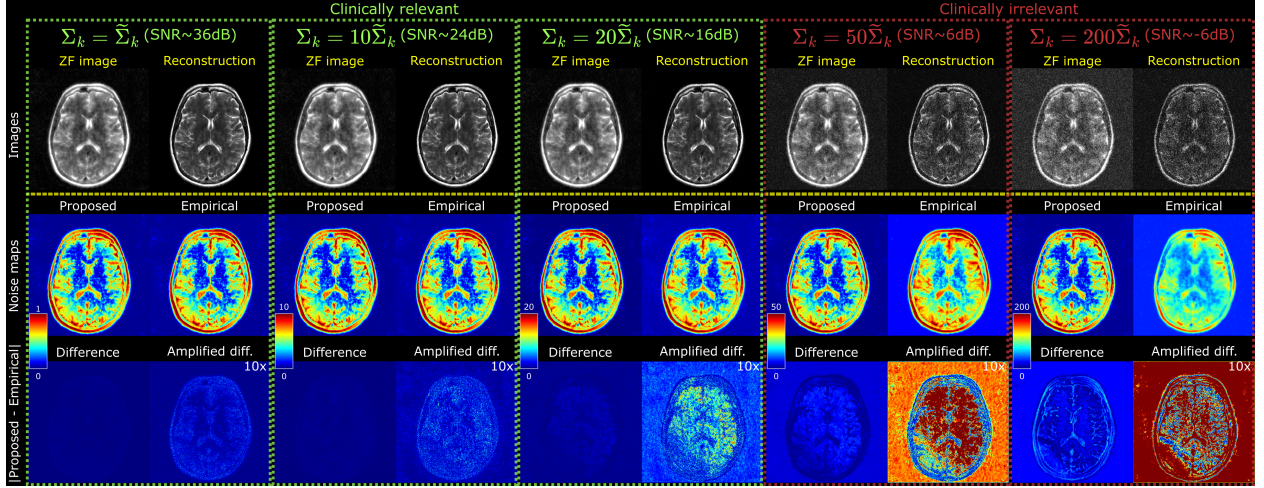 Clinically relevant
Clinically irrelevant
Σₖ = Σ̃ₖ (SNR~36dB)
Σₖ = 10Σ̃ₖ (SNR~24dB)
Σₖ = 20Σ̃ₖ (SNR~16dB)
Σₖ = 50Σ̃ₖ (SNR~6dB)
Σₖ = 200Σ̃ₖ (SNR~-6dB)
ZF image Reconstruction ZF image Reconstruction ZF image Reconstruction ZF image Reconstruction ZF image Reconstruction
Images
Proposed Empirical Proposed Empirical Proposed Empirical Proposed Empirical Proposed Empirical
Noise maps
1 10 20 50 200
0 0 0 0 0
Difference Amplified diff. Difference Amplified diff. Difference Amplified diff. Difference Amplified diff. Difference Amplified diff.
10x 10x 10x 10x 10x
|Proposed - Empirical|